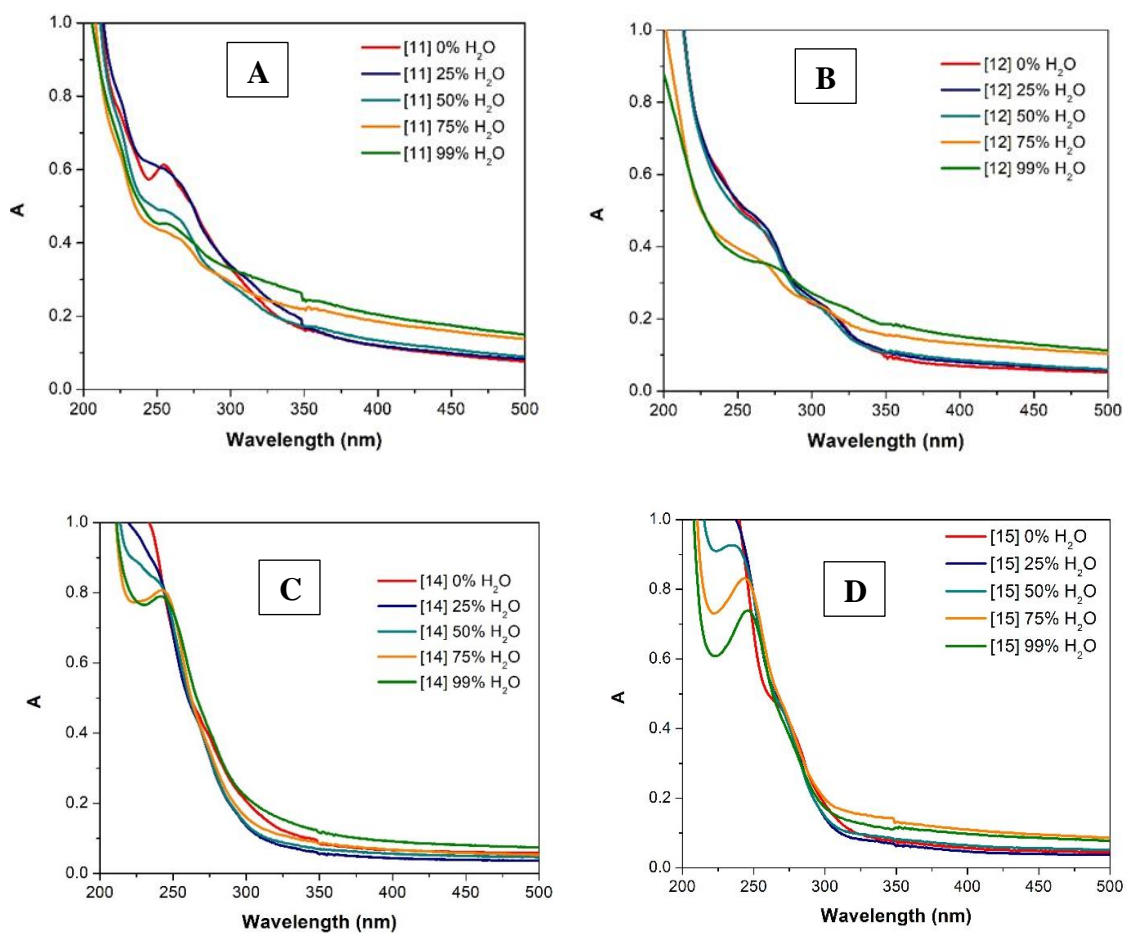 A
[11] 0% H₂O
[11] 25% H₂O
[11] 50% H₂O
[11] 75% H₂O
[11] 99% H₂O
1.0
0.8
0.6
0.4
0.2
0.0
A
200 250 300 350 400 450 500
Wavelength (nm)
B
[12] 0% H₂O
[12] 25% H₂O
[12] 50% H₂O
[12] 75% H₂O
[12] 99% H₂O
1.0
0.8
0.6
0.4
0.2
0.0
A
200 250 300 350 400 450 500
Wavelength (nm)
C
[14] 0% H₂O
[14] 25% H₂O
[14] 50% H₂O
[14] 75% H₂O
[14] 99% H₂O
1.0
0.8
0.6
0.4
0.2
0.0
A
200 250 300 350 400 450 500
Wavelength (nm)
D
[15] 0% H₂O
[15] 25% H₂O
[15] 50% H₂O
[15] 75% H₂O
[15] 99% H₂O
1.0
0.8
0.6
0.4
0.2
0.0
A
200 250 300 350 400 450 500
Wavelength (nm)